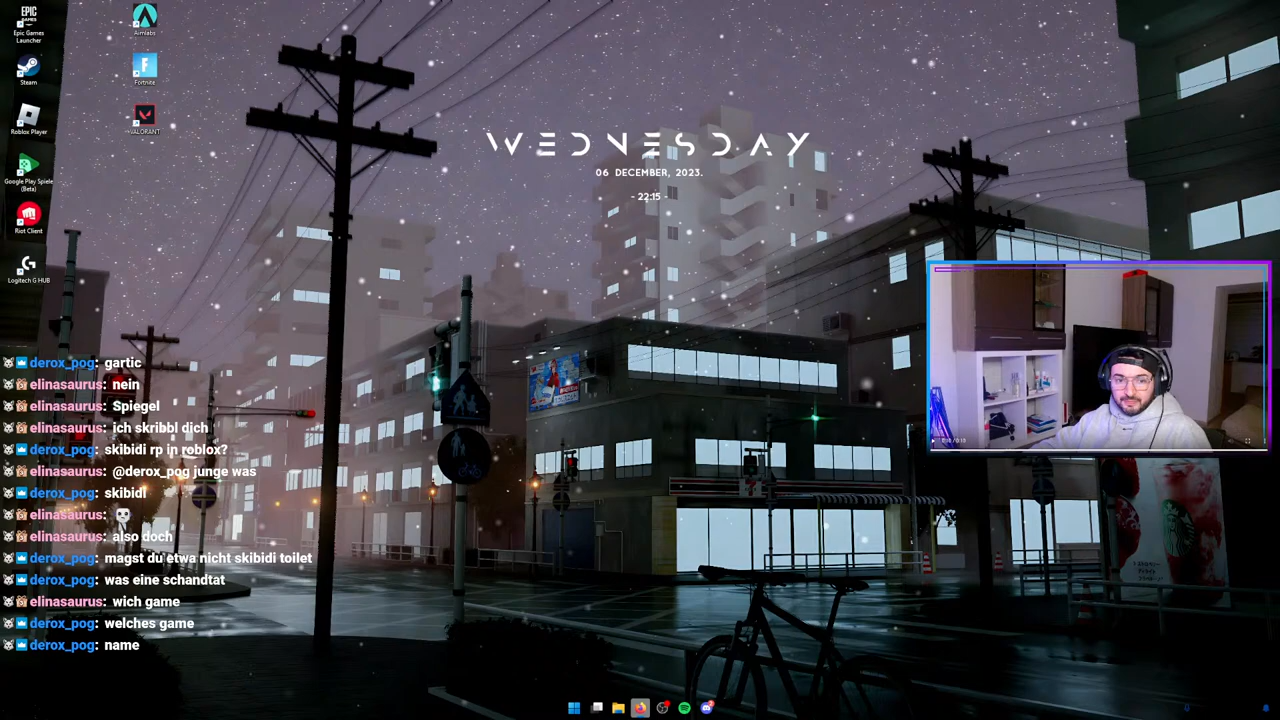 EPIC
GAMES
Epic Games
Launcher
Aimlabs
Steam
Fortnite
Roblox Player
VALORANT
Google Play Spiele
(Beta)
Riot Client
Logitech G HUB
WEDNESDAY
06 DECEMBER, 2023.
- 22:15 -
derox_pog: gartic
elinasaurus: nein
elinasaurus: Spiegel
elinasaurus: ich skribbl dich
derox_pog: skibidi rp in roblox?
elinasaurus: @derox_pog junge was
derox_pog: skibidi
elinasaurus:
elinasaurus: also doch
derox_pog: magst du etwa nicht skibidi toilet
derox_pog: was eine schandtat
elinasaurus: wich game
derox_pog: welches game
derox_pog: name